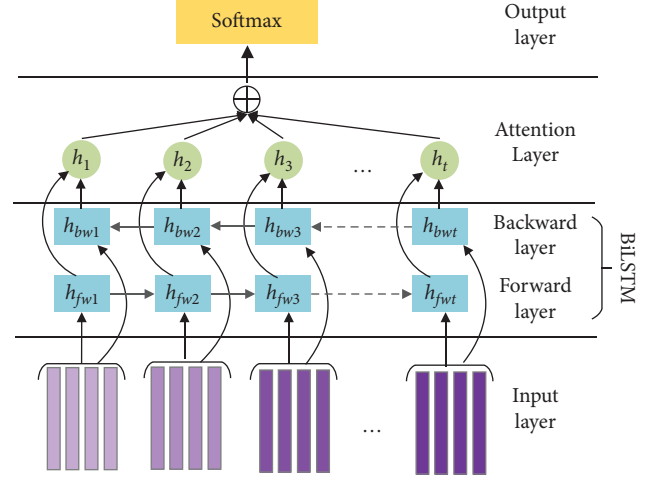 Softmax
Output
layer
h1
h2
h3
...
ht
Attention
Layer
hbw1
hbw2
hbw3
hbwt
Backward
layer
hfw1
hfw2
hfw3
hfwt
Forward
layer
BiLSTM
...
Input
layer